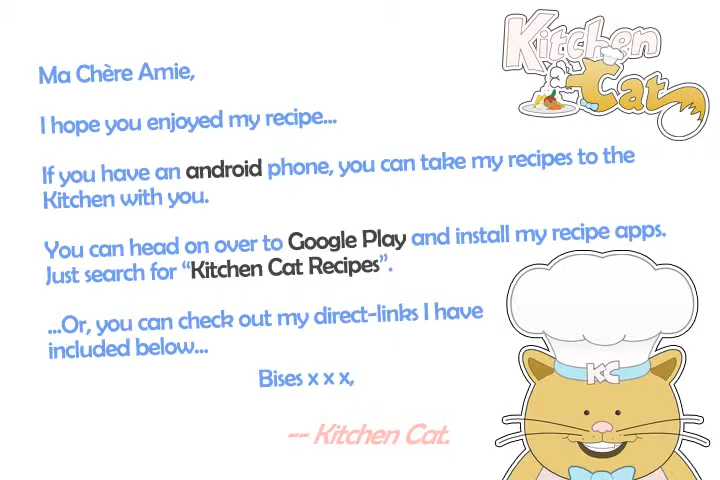 Kitchen
Cat
Ma Chère Amie,
I hope you enjoyed my recipe...
If you have an android phone, you can take my recipes to the
Kitchen with you.
You can head on over to Google Play and install my recipe apps.
Just search for “Kitchen Cat Recipes”.
...Or, you can check out my direct-links I have
included below...
Bises x x x,
-- Kitchen Cat.
KC